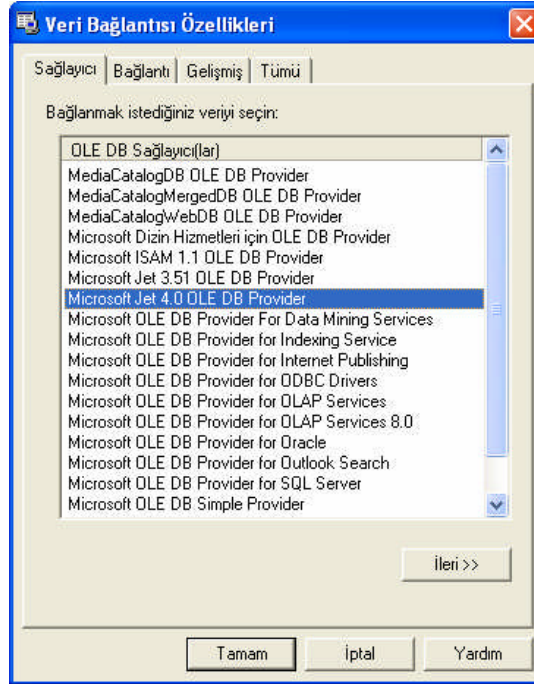 Veri Bağlantısı Özellikleri
Sağlayıcı Bağlantı Gelişmiş Tümü
Bağlanmak istediğiniz veriyi seçin:
OLE DB Sağlayıcı(lar)
MediaCatalogDB OLE DB Provider
MediaCatalogMergedDB OLE DB Provider
MediaCatalogWebDB OLE DB Provider
Microsoft Dizin Hizmetleri için OLE DB Provider
Microsoft ISAM 1.1 OLE DB Provider
Microsoft Jet 3.51 OLE DB Provider
Microsoft Jet 4.0 OLE DB Provider
Microsoft OLE DB Provider For Data Mining Services
Microsoft OLE DB Provider for Indexing Service
Microsoft OLE DB Provider for Internet Publishing
Microsoft OLE DB Provider for ODBC Drivers
Microsoft OLE DB Provider for OLAP Services
Microsoft OLE DB Provider for OLAP Services 8.0
Microsoft OLE DB Provider for Oracle
Microsoft OLE DB Provider for Outlook Search
Microsoft OLE DB Provider for SQL Server
Microsoft OLE DB Simple Provider
İleri >>
Tamam İptal Yardım